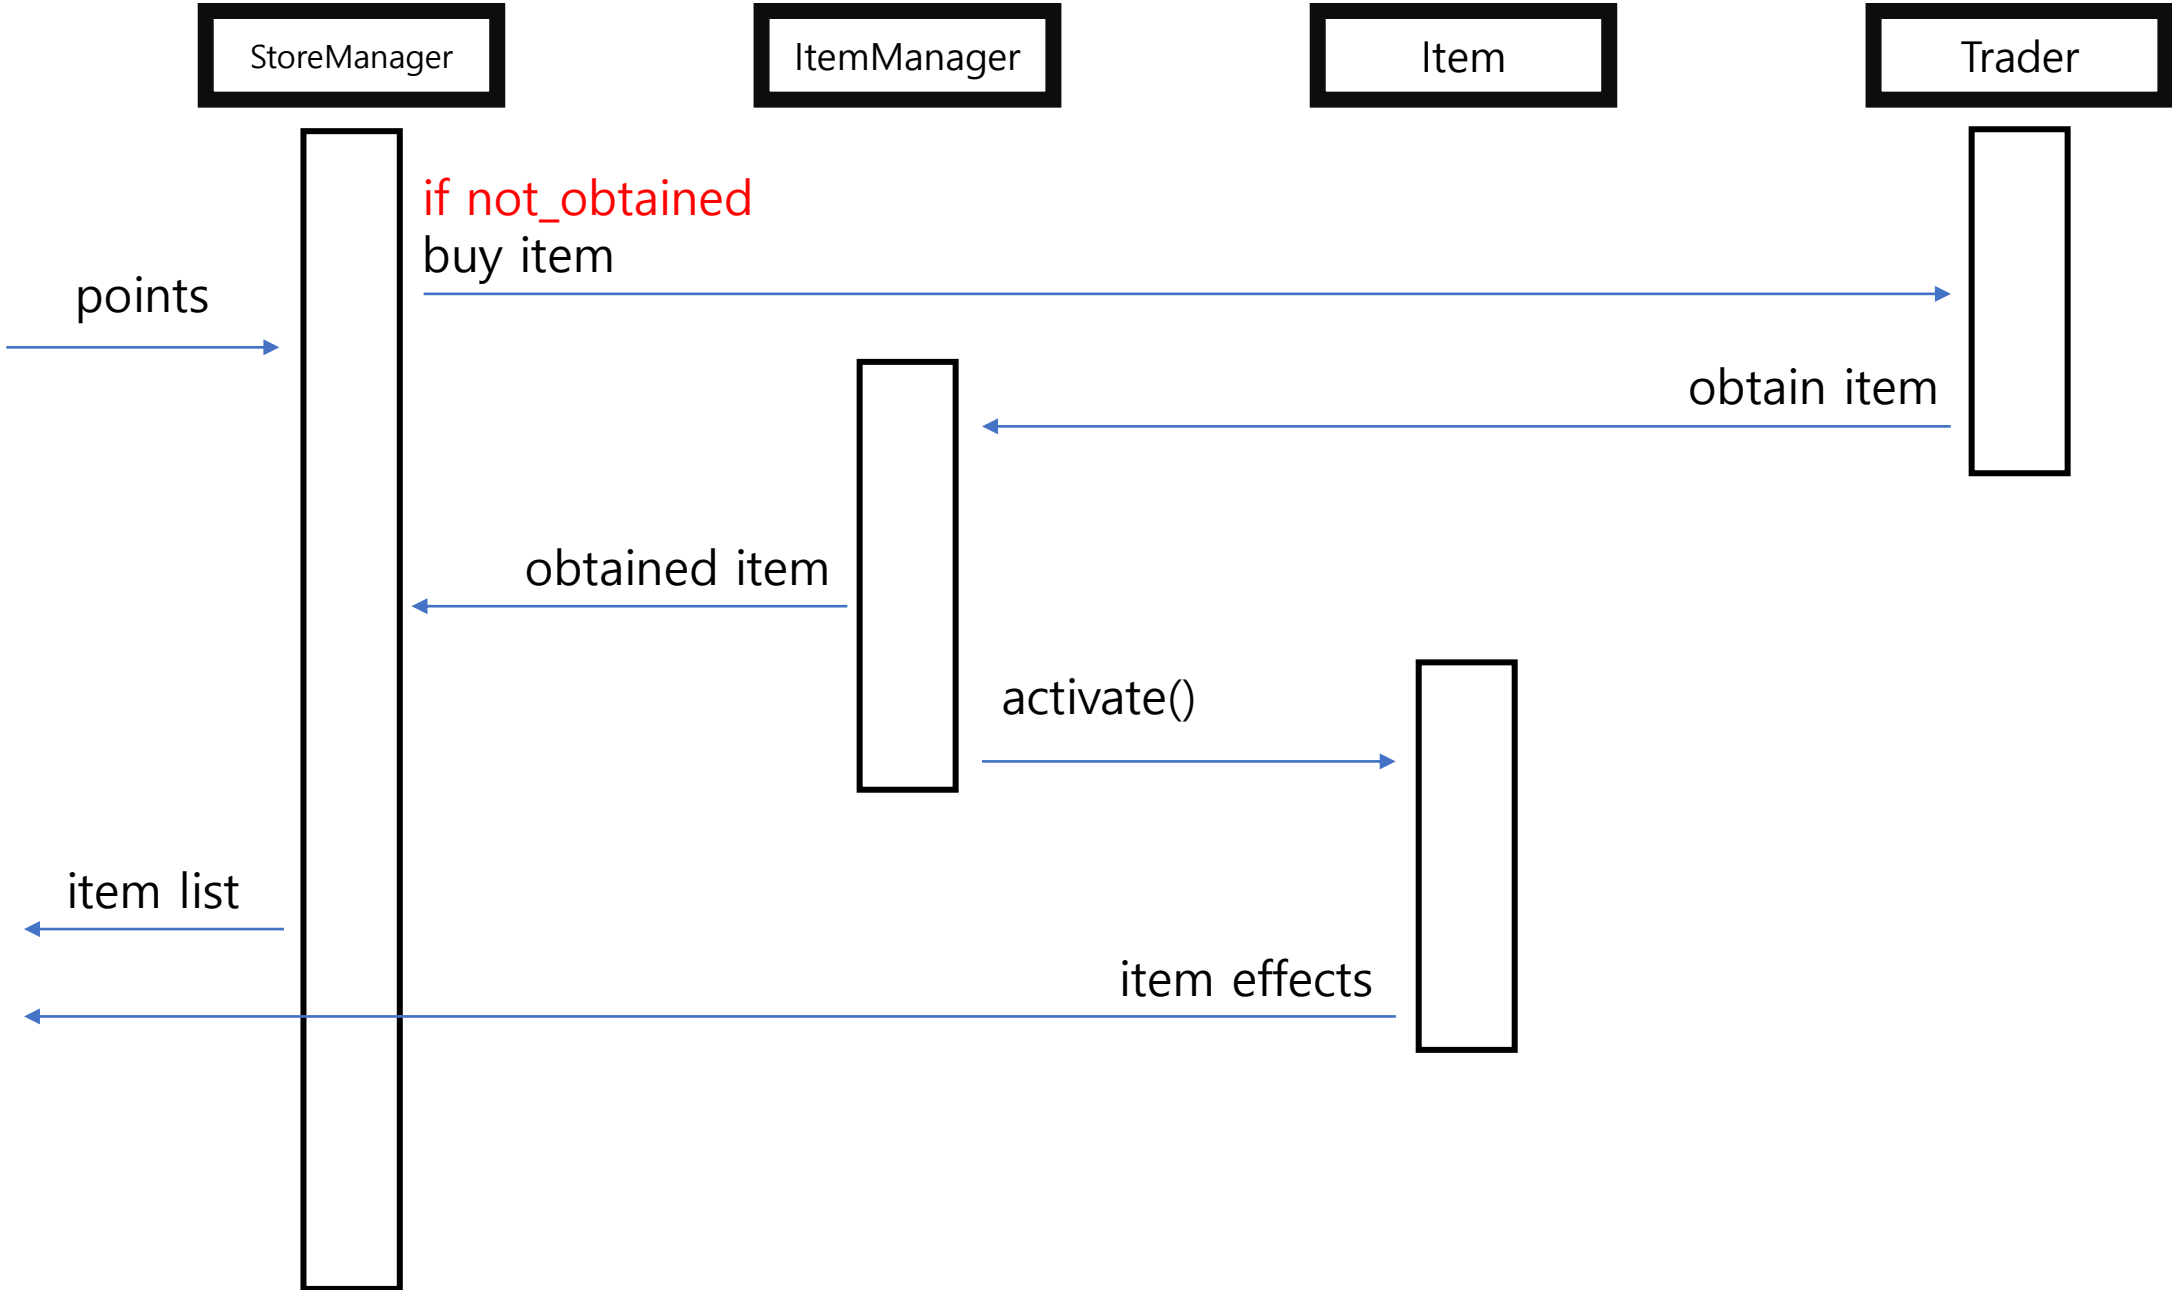 StoreManager
ItemManager
Item
Trader
if not_obtained
buy item
points
obtain item
obtained item
activate()
item list
item effects